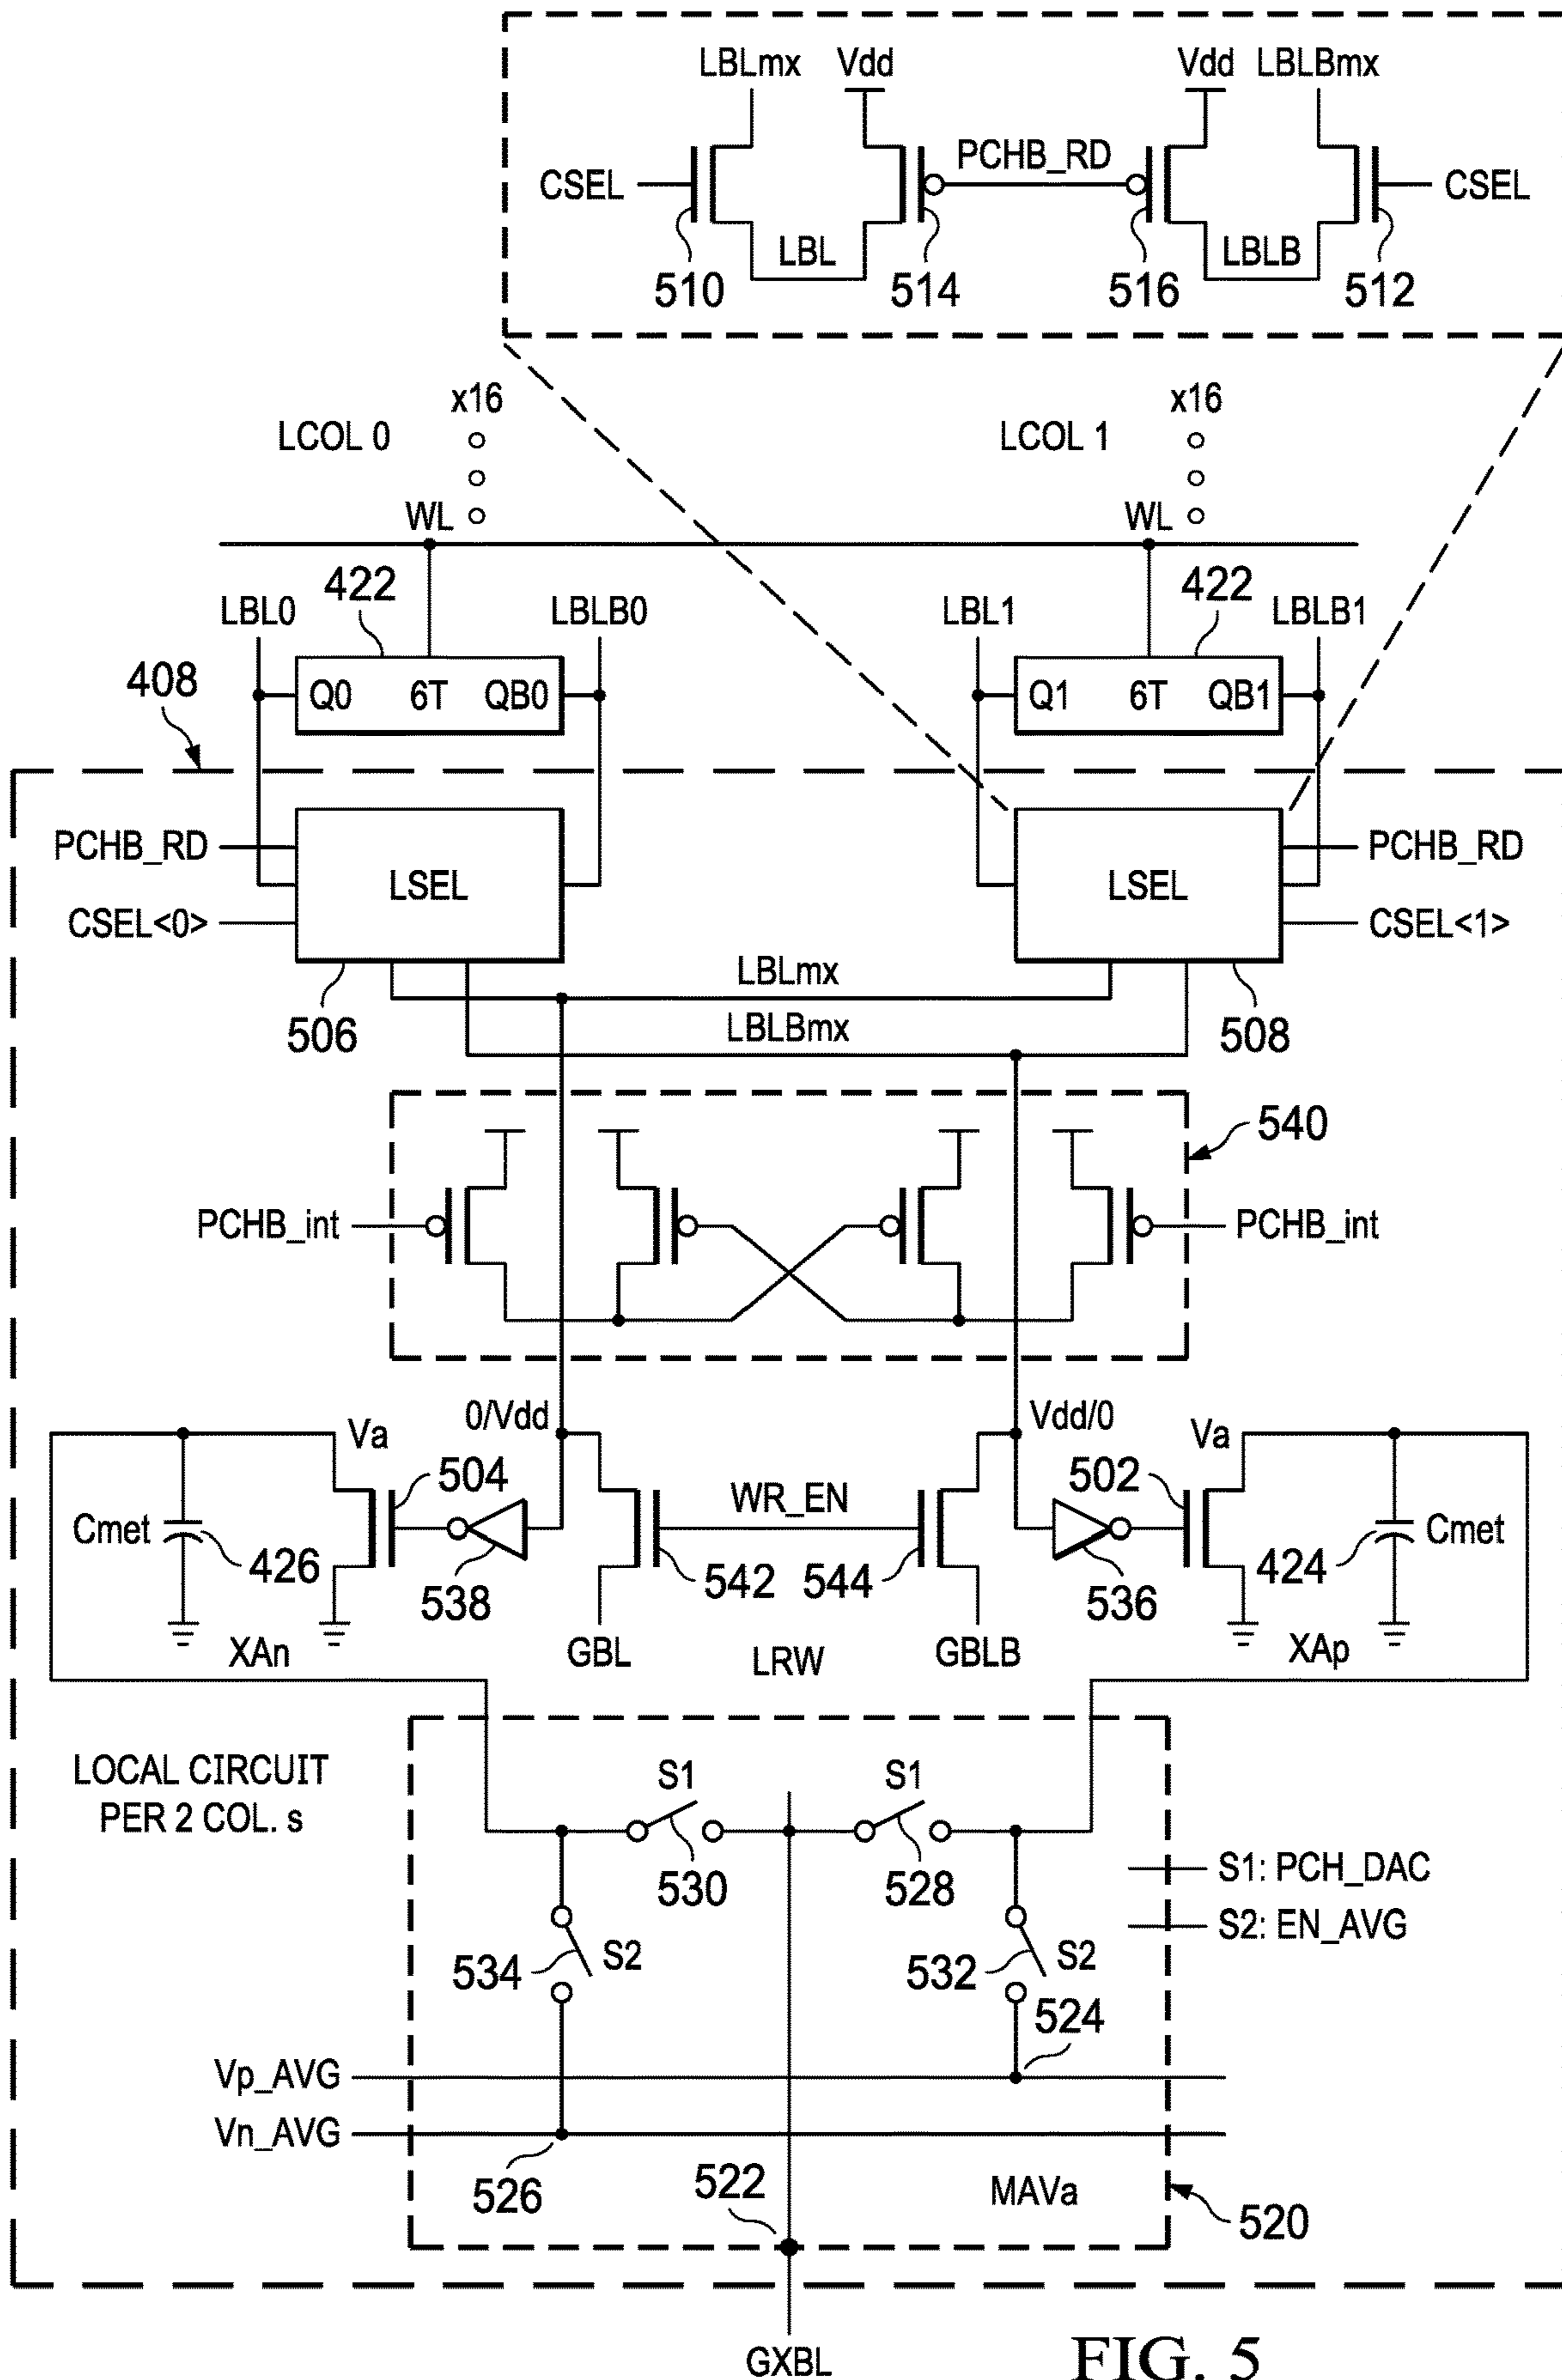 LBLmx Vdd Vdd LBLBmx
CSEL PCHB_RD CSEL
LBL LBLB
510 514 516 512
x16 x16
LCOL 0 LCOL 1
WL WL
422 422
LBL0 LBLB0 LBL1 LBLB1
408
Q0 6T QB0 Q1 6T QB1
PCHB_RD PCHB_RD
LSEL LSEL
CSEL<0> CSEL<1>
LBLmx
506 LBLBmx 508
540
PCHB_int PCHB_int
0/Vdd Vdd/0
Va Va
504 502
WR_EN
Cmet Cmet
426 538 542 544 536 424
XAn GBL LRW GBLB XAp
LOCAL CIRCUIT
PER 2 COL. s
S1 S1
530 528
S1: PCH_DAC
S2: EN_AVG
534 S2 532 S2
524
Vp_AVG
Vn_AVG
526 522 MAVa 520
GXBL
FIG. 5